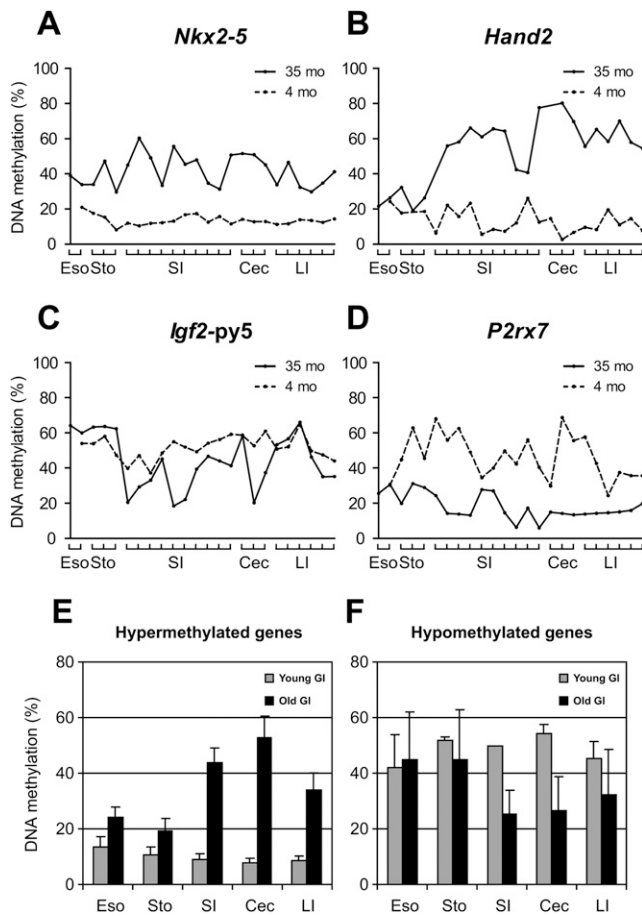 A
Nkx2-5
DNA methylation (%)
100
80
60
40
20
0
35 mo
4 mo
Eso Sto SI Cec LI
B
Hand2
100
80
60
40
20
0
35 mo
4 mo
Eso Sto SI Cec LI
C
Igf2-py5
DNA methylation (%)
100
80
60
40
20
0
35 mo
4 mo
Eso Sto SI Cec LI
D
P2rx7
100
80
60
40
20
0
35 mo
4 mo
Eso Sto SI Cec LI
E
Hypermethylated genes
DNA methylation (%)
80
60
40
20
0
Young GI
Old GI
Eso Sto SI Cec LI
F
Hypomethylated genes
80
60
40
20
0
Young GI
Old GI
Eso Sto SI Cec LI